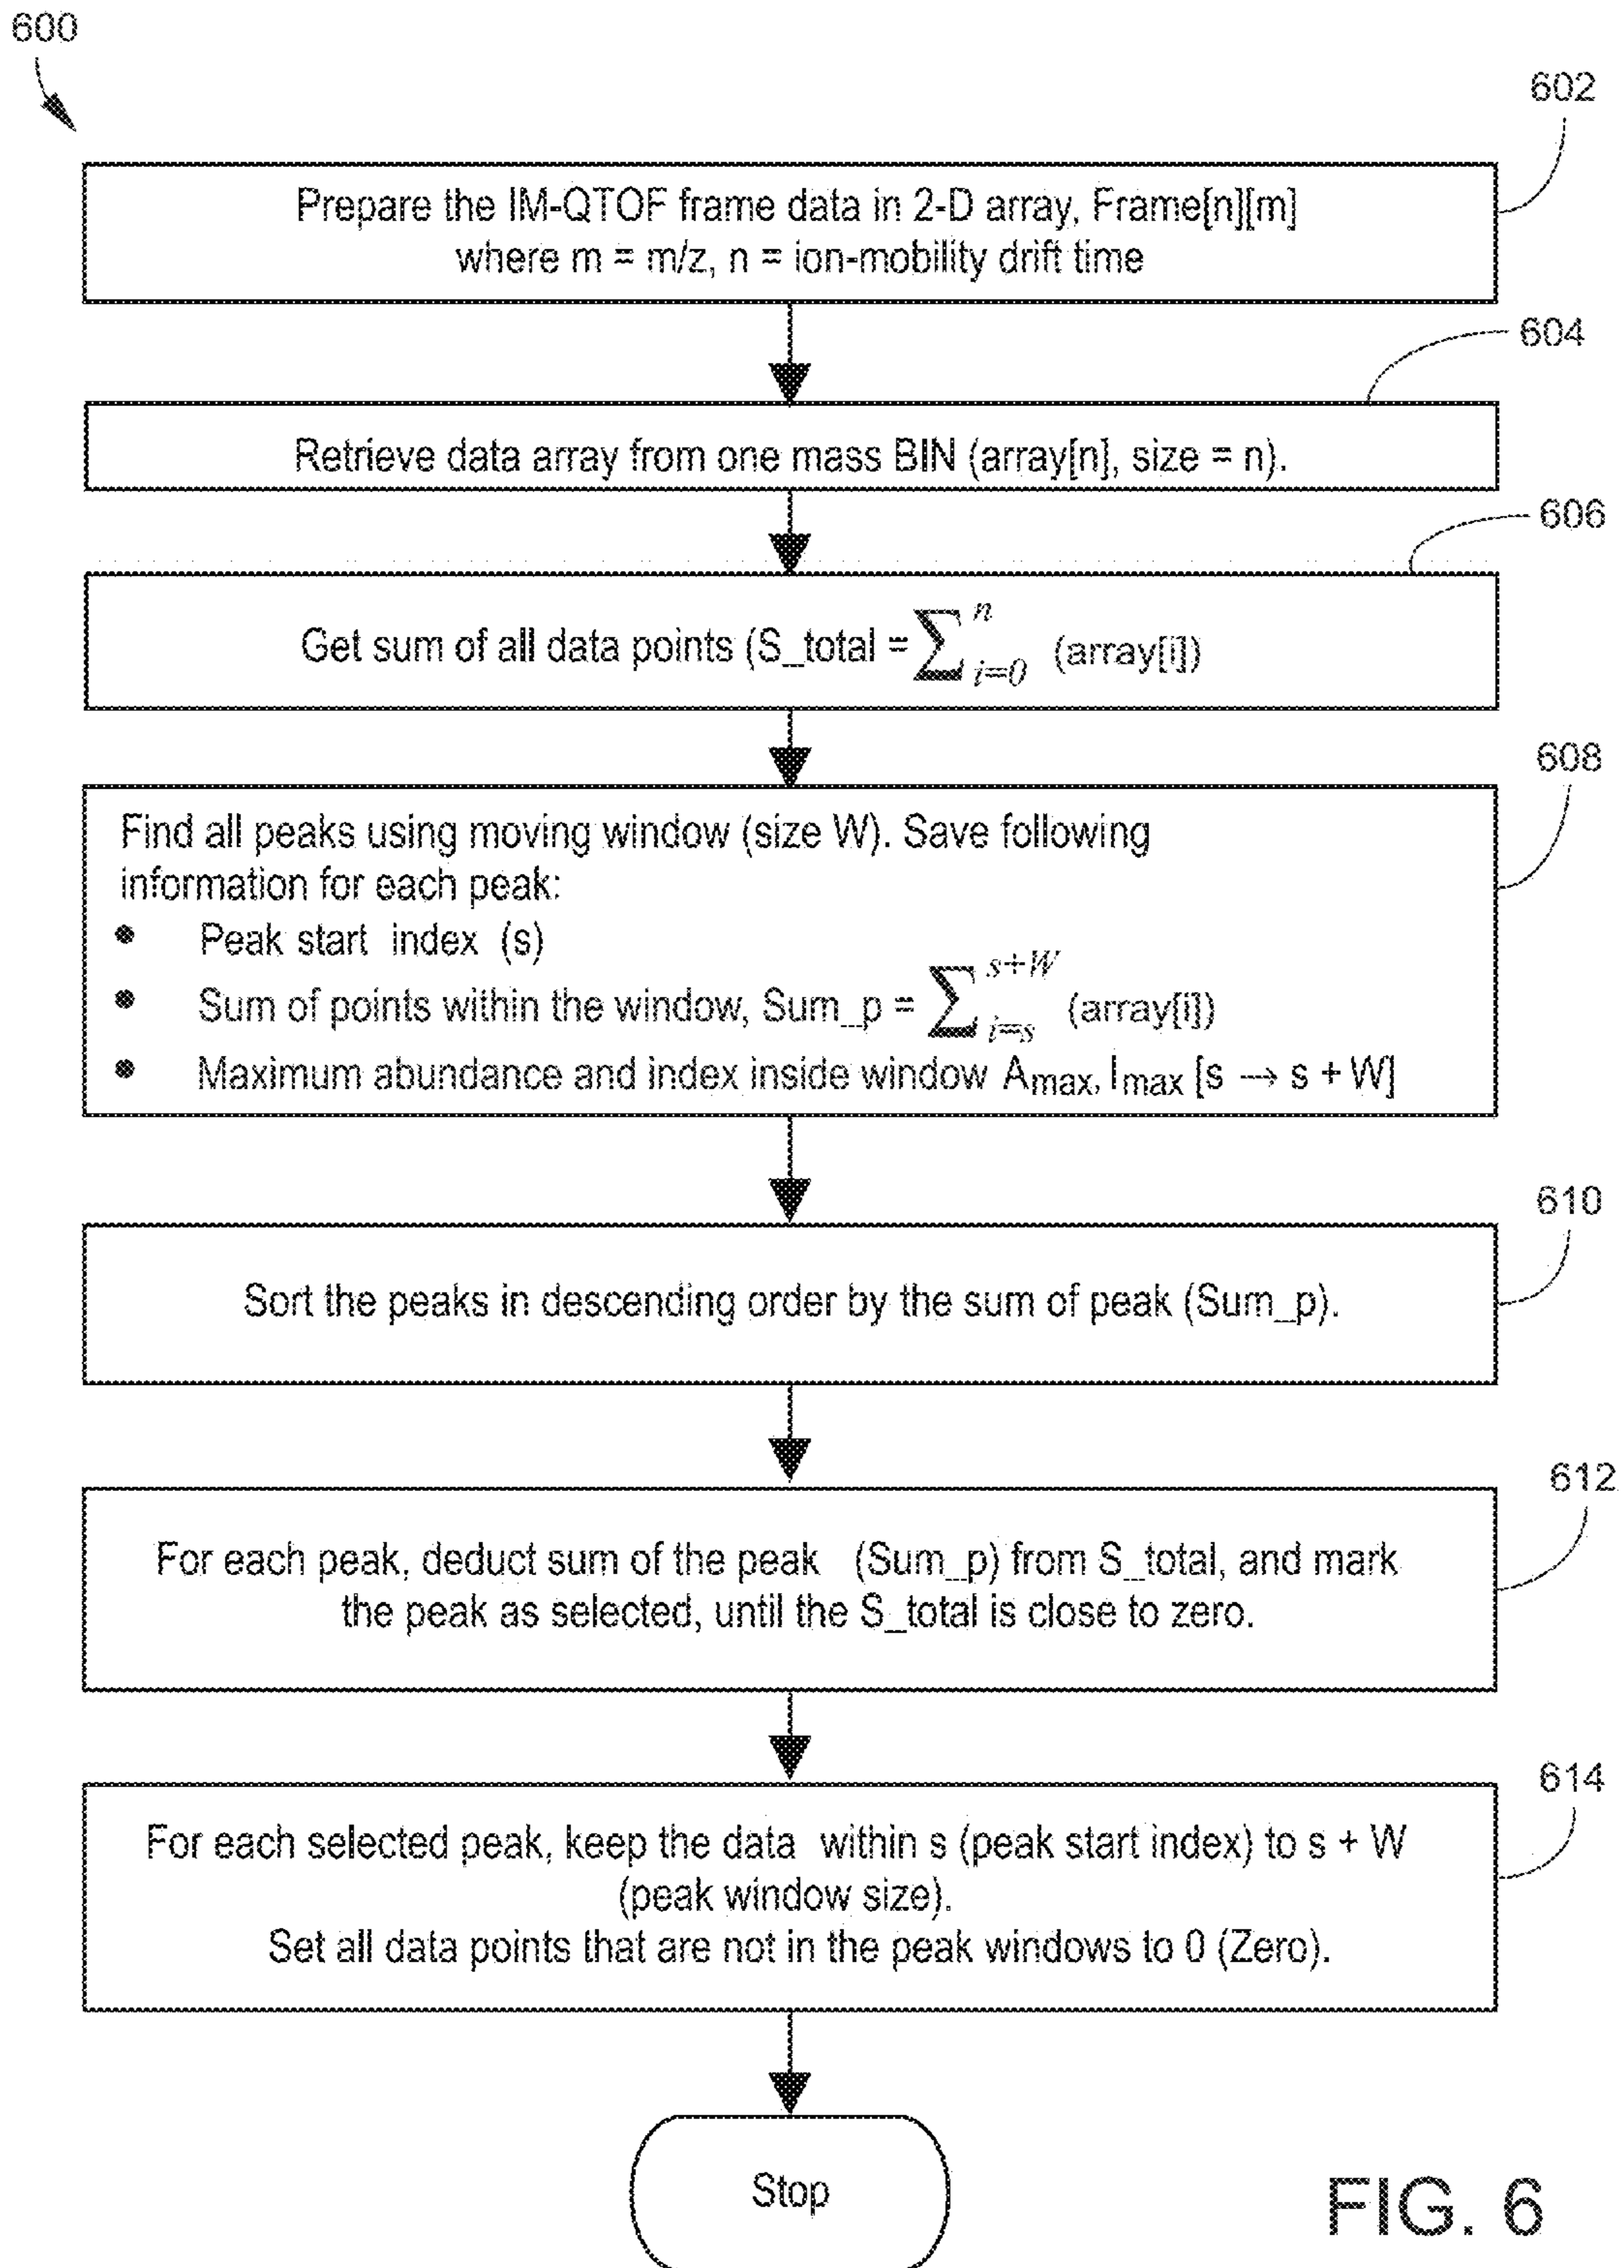 600
602
Prepare the IM-QTOF frame data in 2-D array, Frame[n][m]
where m = m/z, n = ion-mobility drift time
604
Retrieve data array from one mass BIN (array[n], size = n).
606
Get sum of all data points (S_total = ∑ n i=0 (array[i])
608
Find all peaks using moving window (size W). Save following
information for each peak:
• Peak start index (s)
• Sum of points within the window, Sum_p = ∑ s+W i=s (array[i])
• Maximum abundance and index inside window Amax, Imax [s → s + W]
610
Sort the peaks in descending order by the sum of peak (Sum_p).
612
For each peak, deduct sum of the peak (Sum_p) from S_total, and mark
the peak as selected, until the S_total is close to zero.
614
For each selected peak, keep the data within s (peak start index) to s + W
(peak window size).
Set all data points that are not in the peak windows to 0 (Zero).
Stop
FIG. 6